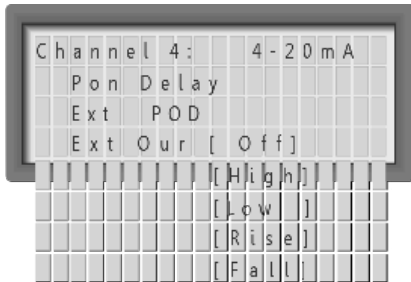 Channel 4: 4-20mA
Pon Delay
Ext POD
Ext Our [ Off]
[High]
[Low ]
[Rise]
[Fall]